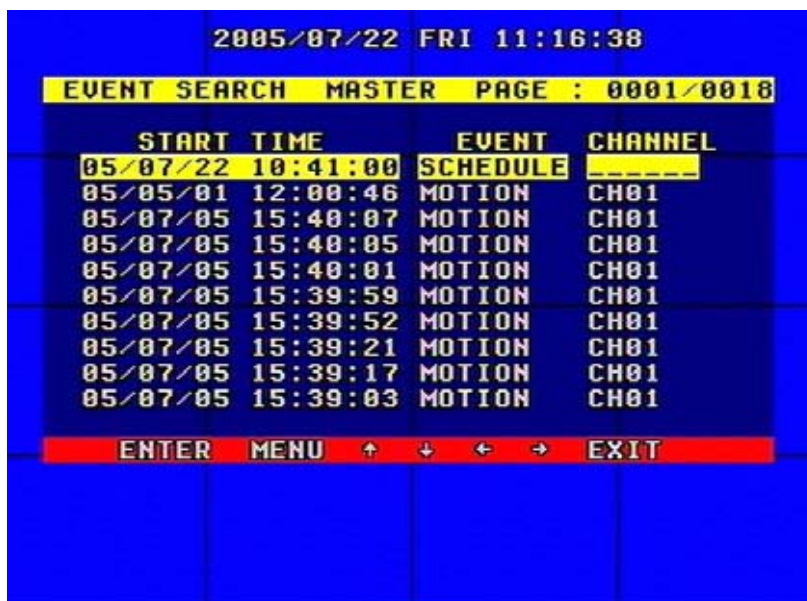 2005/07/22 FRI 11:16:38
EVENT SEARCH MASTER PAGE : 0001/0018
START TIME EVENT CHANNEL
05/07/22 10:41:00 SCHEDULE ______
05/05/01 12:00:46 MOTION CH01
05/07/05 15:40:07 MOTION CH01
05/07/05 15:40:05 MOTION CH01
05/07/05 15:40:01 MOTION CH01
05/07/05 15:39:59 MOTION CH01
05/07/05 15:39:52 MOTION CH01
05/07/05 15:39:21 MOTION CH01
05/07/05 15:39:17 MOTION CH01
05/07/05 15:39:03 MOTION CH01
ENTER MENU ↑ ↓ ← → EXIT